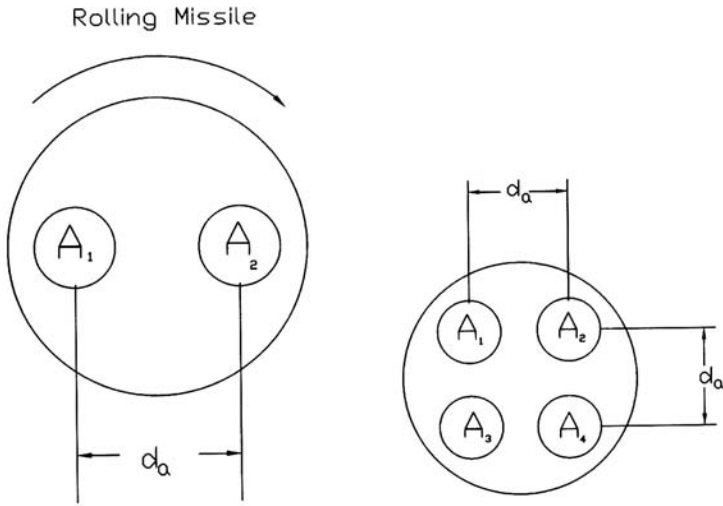 Rolling Missile
A₁
A₂
dₐ
dₐ
A₁
A₂
dₐ
A₃
A₄